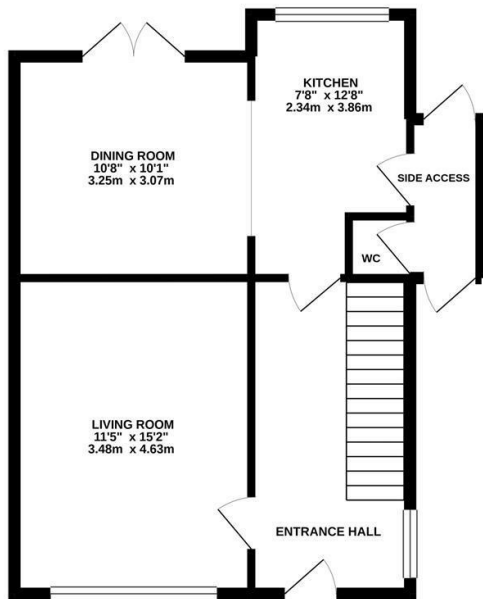 KITCHEN
7'8" x 12'8"
2.34m x 3.86m
DINING ROOM
10'8" x 10'1"
3.25m x 3.07m
SIDE ACCESS
WC
LIVING ROOM
11'5" x 15'2"
3.48m x 4.63m
ENTRANCE HALL